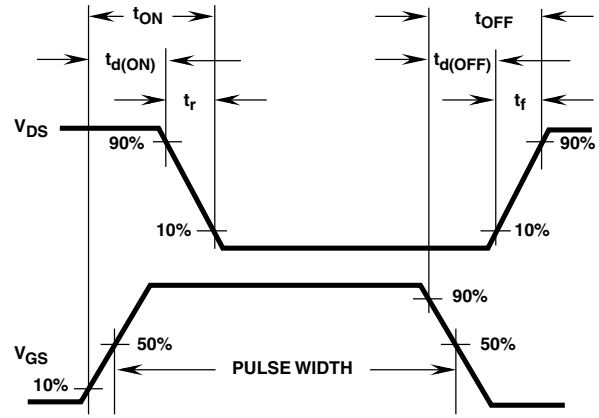 tON
tOFF
td(ON)
td(OFF)
tr
tf
VDS
90%
90%
10%
10%
90%
VGS
50%
PULSE WIDTH
50%
10%